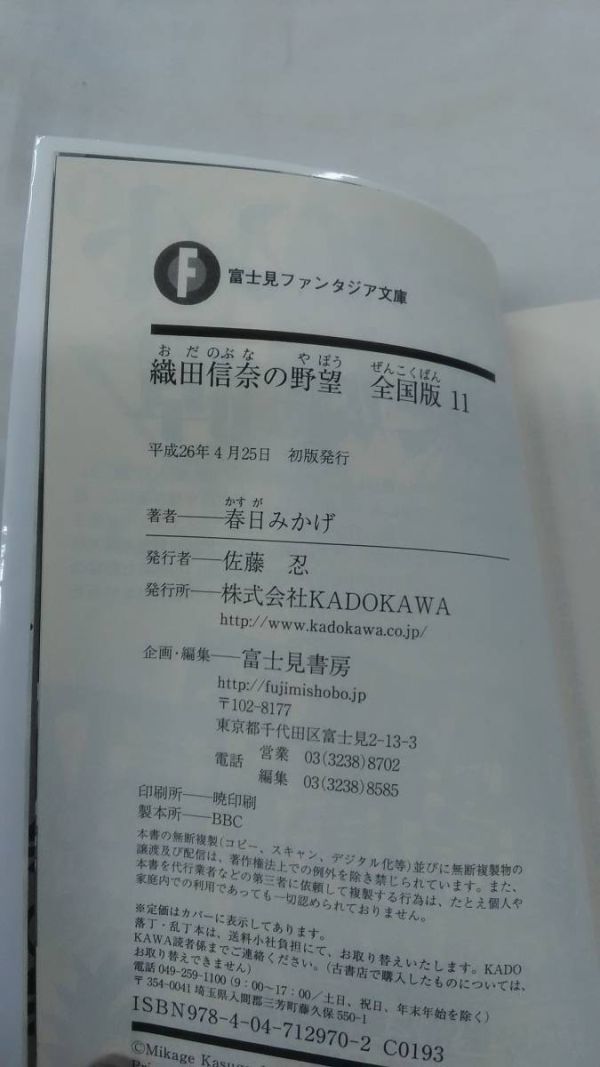 F 富士見ファンタジア文庫
おだのぶな やぼう ぜんこくばん
織田信奈の野望 全国版 11
平成26年4月25日 初版発行
かすが
著者――春日みかげ
発行者――佐藤 忍
発行所――株式会社KADOKAWA
http://www.kadokawa.co.jp/
企画・編集――富士見書房
http://fujimishobo.jp
〒102-8177
東京都千代田区富士見2-13-3
電話 営業 03(3238)8702
編集 03(3238)8585
印刷所――暁印刷
製本所――BBC
本書の無断複製(コピー、スキャン、デジタル化等)並びに無断複製物の
譲渡及び配信は、著作権法上での例外を除き禁じられています。また、
本書を代行業者などの第三者に依頼して複製する行為は、たとえ個人や
家庭内での利用であっても一切認められておりません。
※定価はカバーに表示してあります。
落丁・乱丁本は、送料小社負担にて、お取り替えいたします。KADO
KAWA読者係までご連絡ください。(古書店で購入したものについては、
お取り替えできません)
電話 049-259-1100 (9:00~17:00/土日、祝日、年末年始を除く)
〒354-0041 埼玉県入間郡三芳町藤久保 550-1
ISBN978-4-04-712970-2 C0193
©Mikage